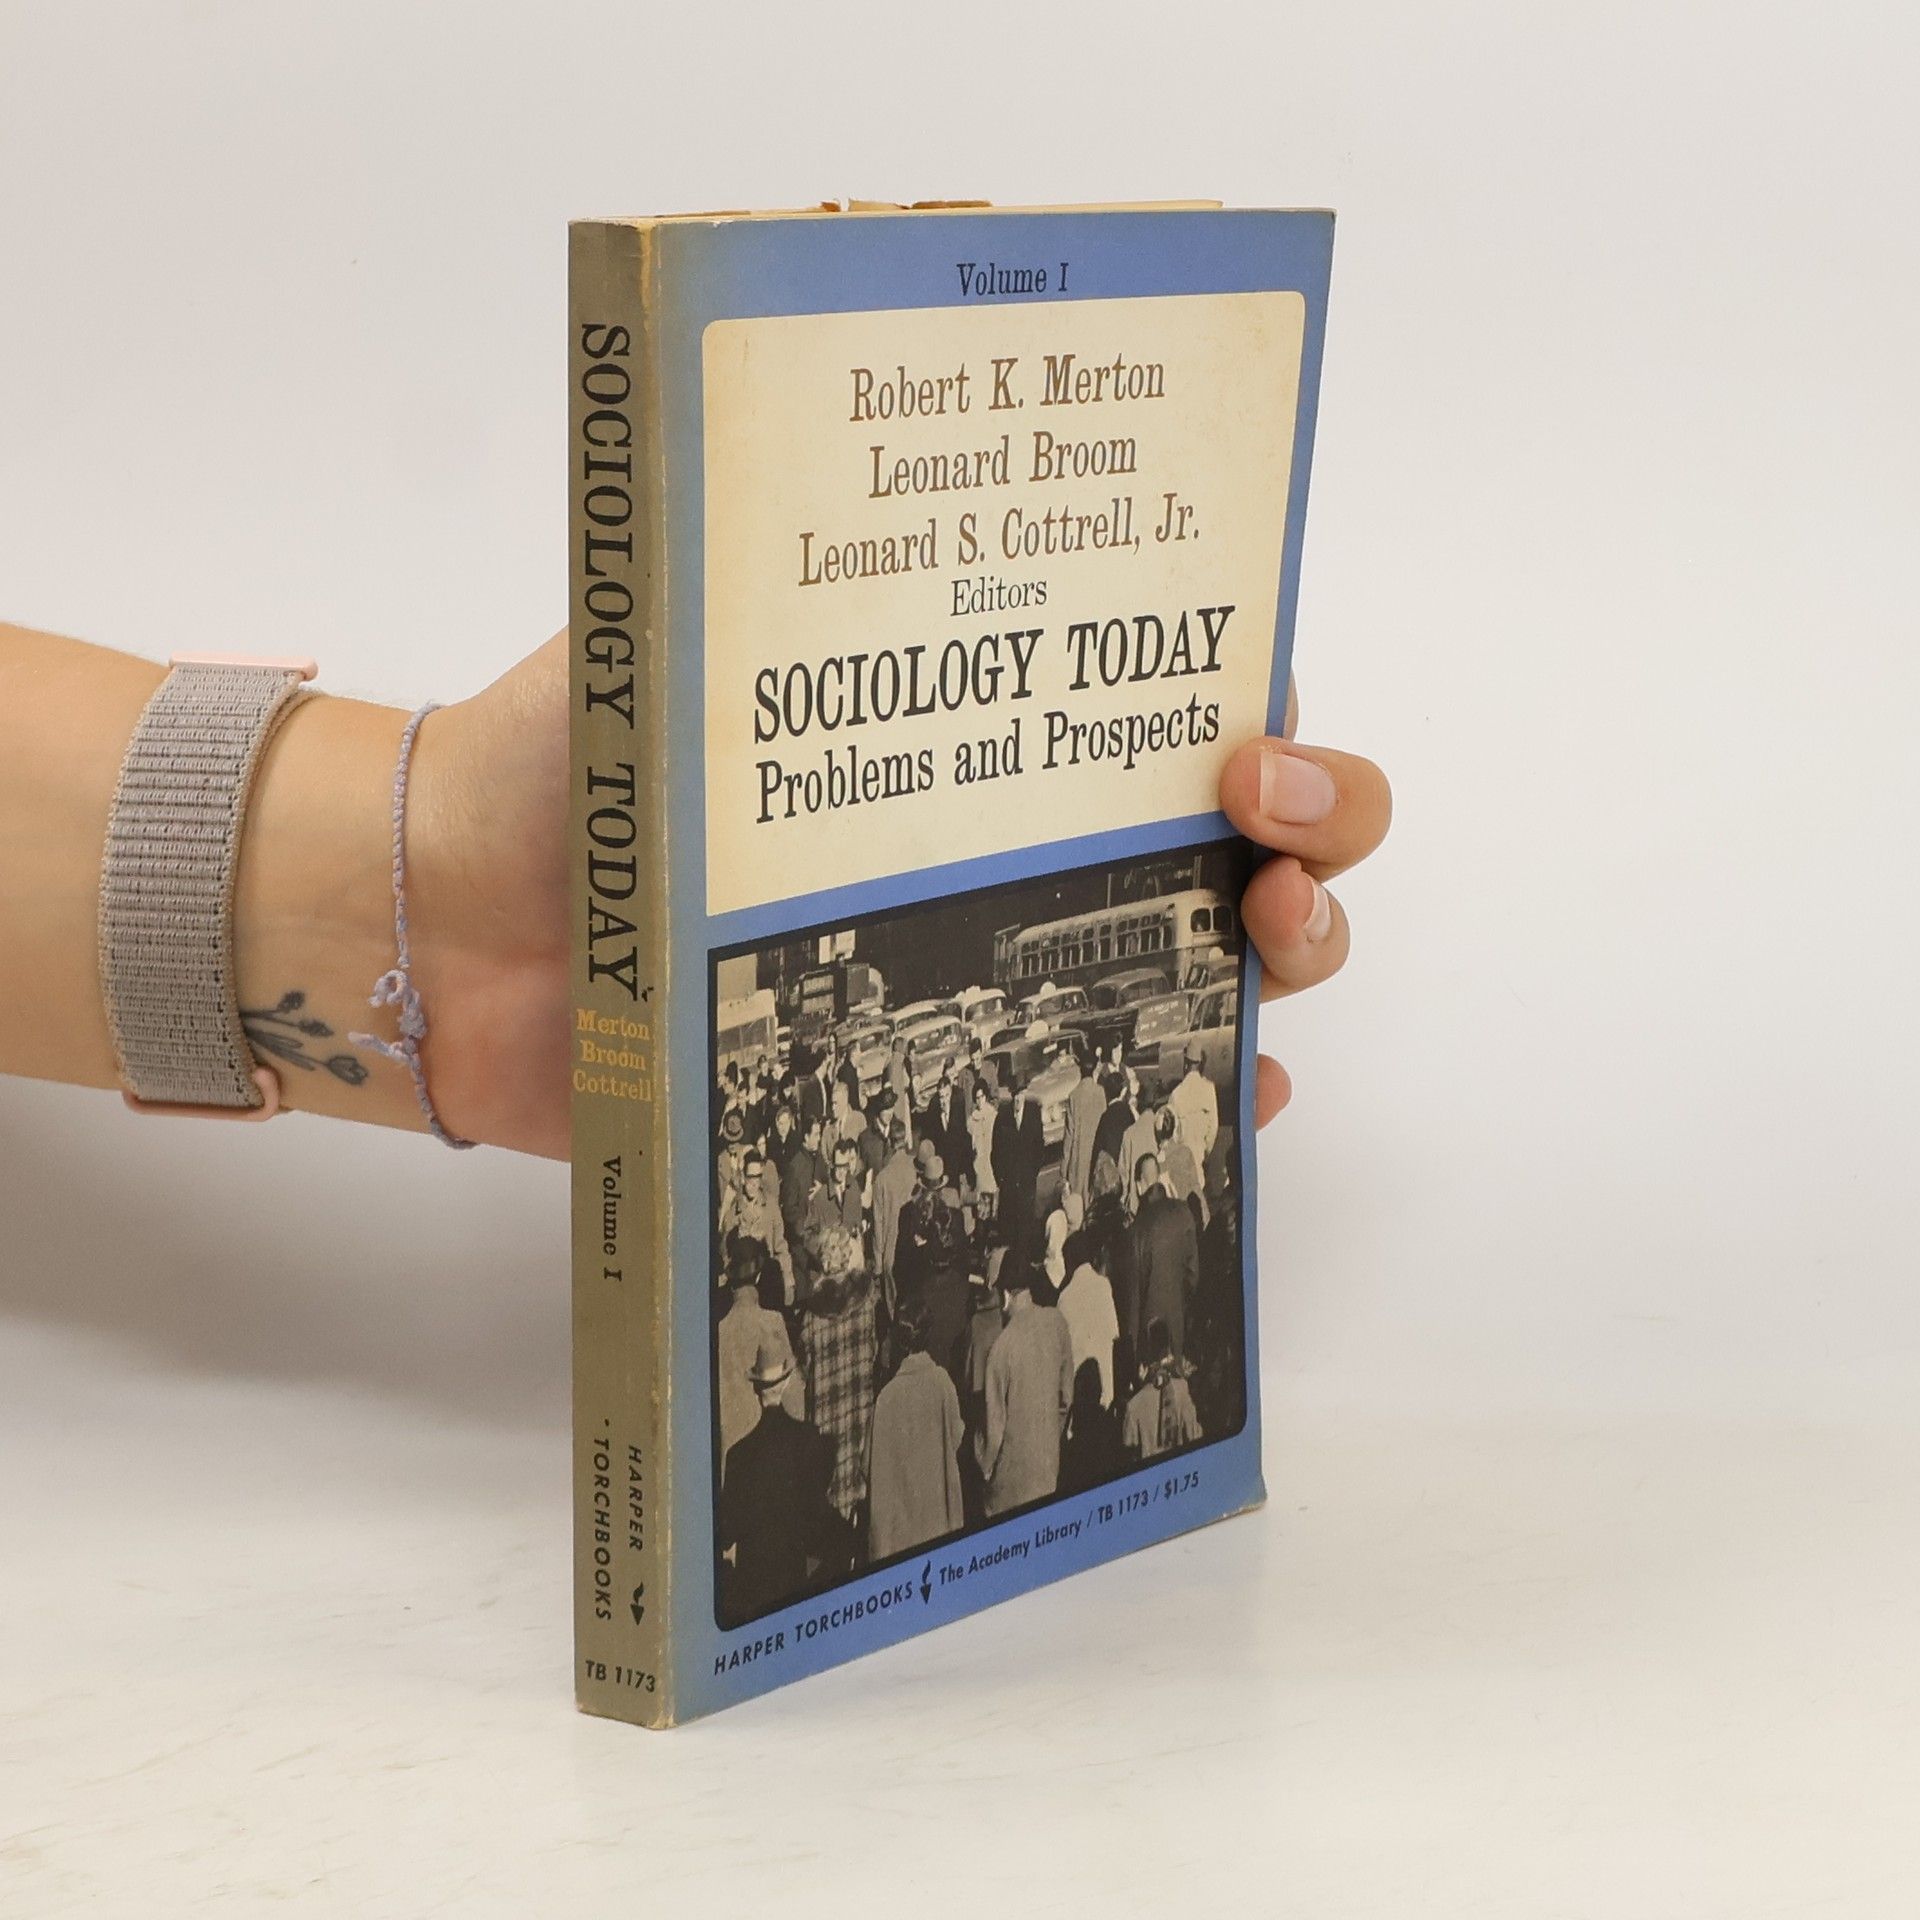 SOCIOLOGY TODAY
Merton
Broom
Cottrell
Volume I
HARPER
TORCHBOOKS
TB 1173
Volume I
Robert K. Merton
Leonard Broom
Leonard S. Cottrell, Jr.
Editors
SOCIOLOGY TODAY
Problems and Prospects
HARPER TORCHBOOKS The Academy Library / TB 1173 / $1.75